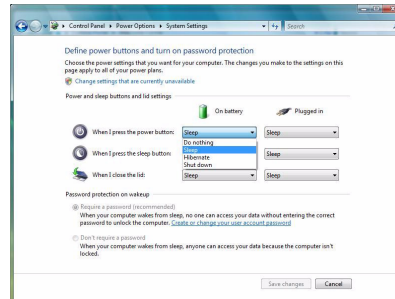 Control Panel ▸ Power Options ▸ System Settings
Search
Define power buttons and turn on password protection
Choose the power settings that you want for your computer. The changes you make to the settings on this
page apply to all of your power plans.
Change settings that are currently unavailable
Power and sleep buttons and lid settings
On battery Plugged in
When I press the power button: Sleep Sleep
Do nothing
Sleep
Hibernate
Shut down
When I press the sleep button: Sleep
When I close the lid: Sleep Sleep
Password protection on wakeup
Require a password (recommended)
When your computer wakes from sleep, no one can access your data without entering the correct
password to unlock the computer. Create or change your user account password
Don't require a password
When your computer wakes from sleep, anyone can access your data because the computer isn't
locked.
Save changes Cancel